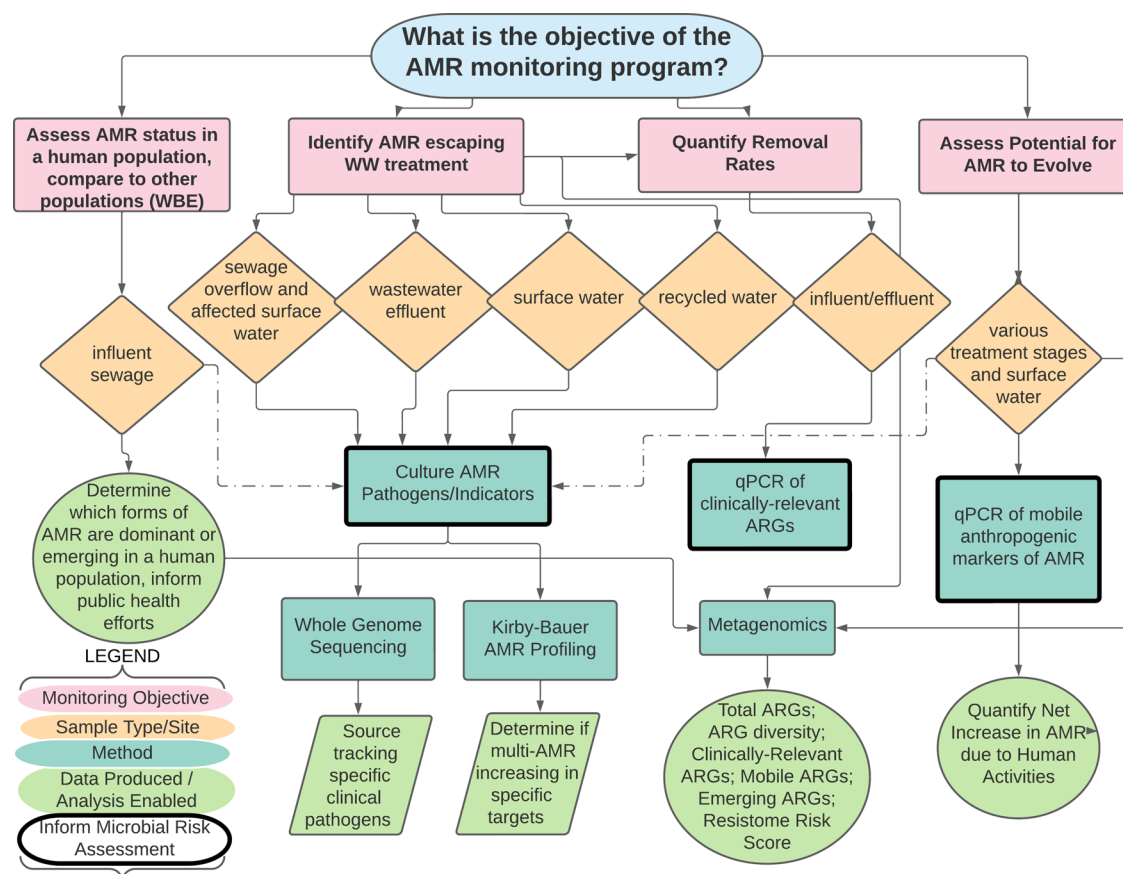 What is the objective of the
AMR monitoring program?
Assess AMR status in
a human population,
compare to other
populations (WBE)
Identify AMR escaping
WW treatment
Quantify Removal
Rates
Assess Potential for
AMR to Evolve
sewage
overflow and
affected surface
water
wastewater
effluent
surface water
recycled water
influent/effluent
various
treatment stages
and surface
water
influent
sewage
Culture AMR
Pathogens/Indicators
qPCR of
clinically-relevant
ARGs
qPCR of mobile
anthropogenic
markers of AMR
Determine
which forms of
AMR are dominant or
emerging in a human
population, inform
public health
efforts
Whole Genome
Sequencing
Kirby-Bauer
AMR Profiling
Metagenomics
Source
tracking
specific
clinical
pathogens
Determine if
multi-AMR
increasing in
specific
targets
Total ARGs;
ARG diversity;
Clinically-Relevant
ARGs; Mobile ARGs;
Emerging ARGs;
Resistome Risk
Score
Quantify Net
Increase in AMR
due to Human
Activities
LEGEND
Monitoring Objective
Sample Type/Site
Method
Data Produced /
Analysis Enabled
Inform Microbial Risk
Assessment